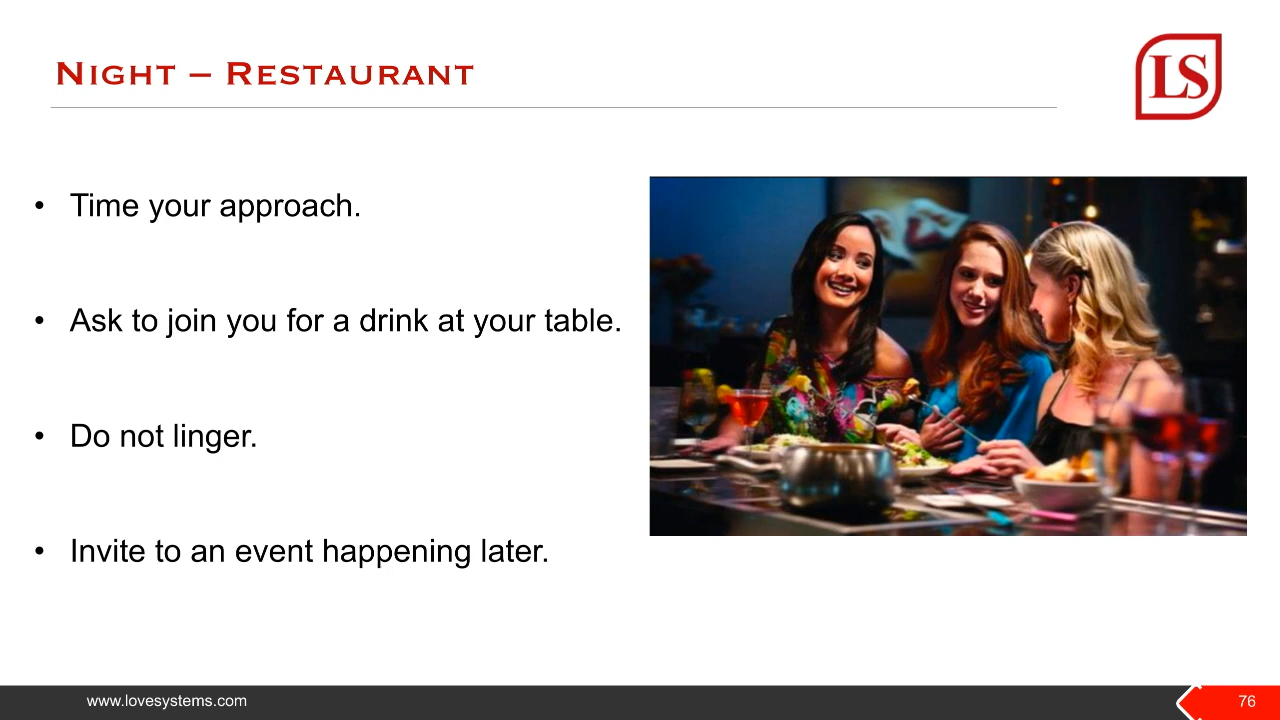 Night – Restaurant
LS
• Time your approach.
• Ask to join you for a drink at your table.
• Do not linger.
• Invite to an event happening later.
www.lovesystems.com
76